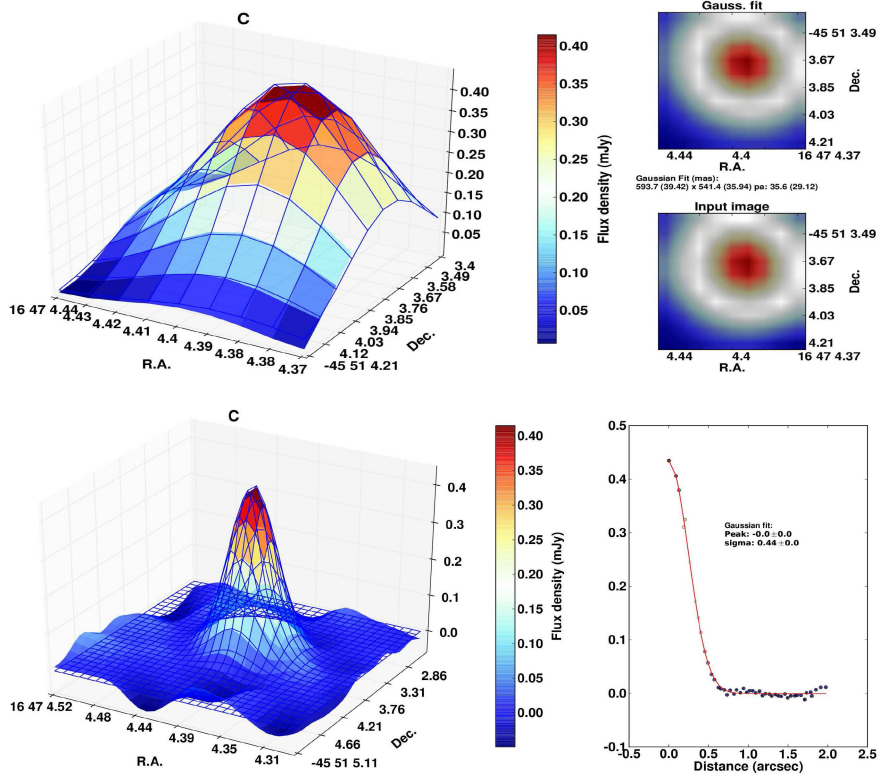 C
0.40
0.35
0.30
0.25
0.20
0.15
0.10
0.05
3.4
3.49
3.58
3.67
3.76
3.85
3.94
4.03
4.12
-45 51 4.21
Dec.
16 47 4.44
4.43
4.42
4.41
4.4
4.39
4.38
4.38
4.37
R.A.
0.40
0.35
0.30
0.25
0.20
0.15
0.10
0.05
Flux density (mJy)
Gauss. fit
-45 51 3.49
3.67
3.85
4.03
4.21
Dec.
4.44
4.4
16 47 4.37
R.A.
Gaussian Fit (mas):
593.7 (39.42) x 541.4 (35.94) pa: 35.6 (29.12)
Input image
-45 51 3.49
3.67
3.85
4.03
4.21
Dec.
4.44
4.4
16 47 4.37
R.A.
C
0.4
0.3
0.2
0.1
0.0
2.86
3.31
3.76
4.21
4.66
-45 51 5.11
Dec.
16 47 4.52
4.48
4.44
4.39
4.35
4.31
R.A.
0.40
0.35
0.30
0.25
0.20
0.15
0.10
0.05
0.00
Flux density (mJy)
0.5
0.4
0.3
0.2
0.1
0.0
-0.1
Gaussian fit:
Peak: -0.0±0.0
sigma: 0.44±0.0
-0.5
0.0
0.5
1.0
1.5
2.0
2.5
Distance (arcsec)